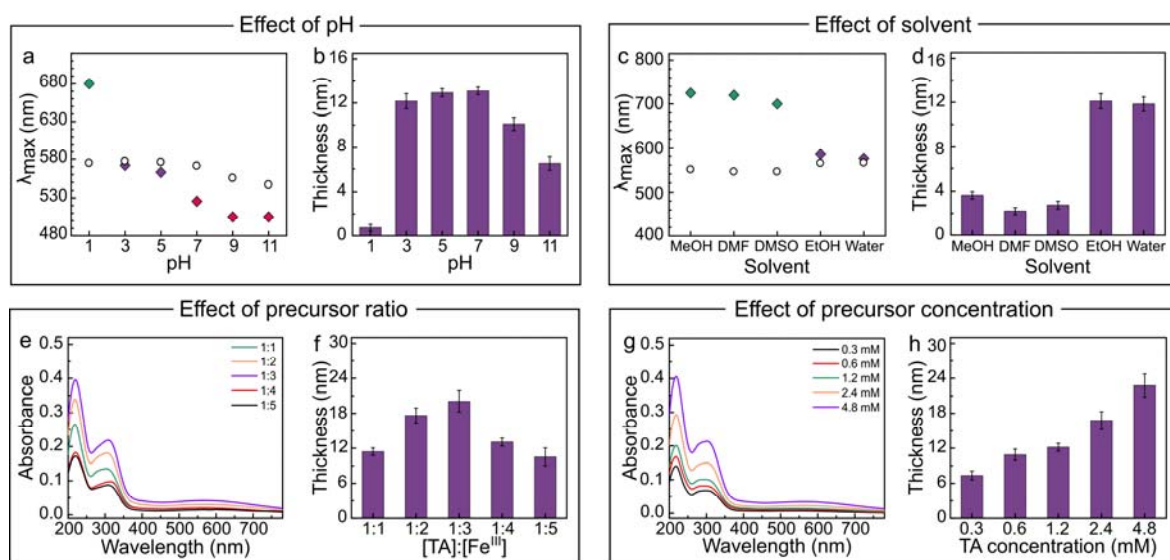 Effect of pH
a
λmax (nm)
680
630
580
530
480
1 3 5 7 9 11
pH
b
Thickness (nm)
16
12
8
4
0
1 3 5 7 9 11
pH
Effect of solvent
c
λmax (nm)
800
700
600
500
400
MeOH DMF DMSO EtOH Water
Solvent
d
Thickness (nm)
16
12
8
4
0
MeOH DMF DMSO EtOH Water
Solvent
Effect of precursor ratio
e
Absorbance
0.5
0.4
0.3
0.2
0.1
0.0
1:1
1:2
1:3
1:4
1:5
200 300 400 500 600 700
Wavelength (nm)
f
Thickness (nm)
30
24
18
12
6
0
1:1 1:2 1:3 1:4 1:5
[TA]:[Feᴵᴵᴵ]
Effect of precursor concentration
g
Absorbance
0.5
0.4
0.3
0.2
0.1
0.0
0.3 mM
0.6 mM
1.2 mM
2.4 mM
4.8 mM
200 300 400 500 600 700
Wavelength (nm)
h
Thickness (nm)
30
24
18
12
6
0
0.3 0.6 1.2 2.4 4.8
TA concentration (mM)